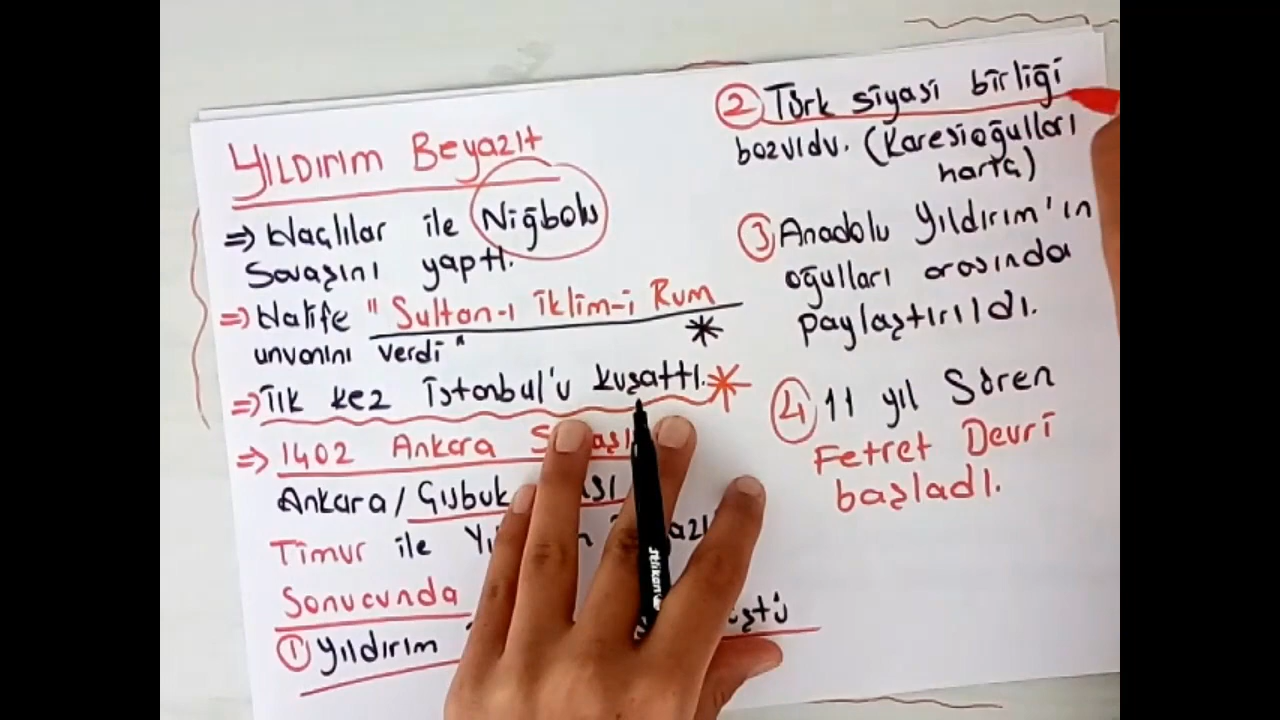 YILDIRIM Beyazıt
⇒ Haçlılar ile Niğbolu
Savaşını yaptı.
⇒ Halife "Sultan-ı İklim-i Rum
unvanını verdi"
⇒ İlk kez İstanbul'u kuşattı.
⇒ 1402 Ankara
Ankara/Çubuk
Timur ile
Sonucunda
① Yıldırım
② Türk siyasi birliği
bozuldu. (Karesioğulları
hariç)
③ Anadolu Yıldırım'ın
oğulları arasında
paylaştırıldı.
④ 11 yıl Süren
Fetret Devri
başladı.